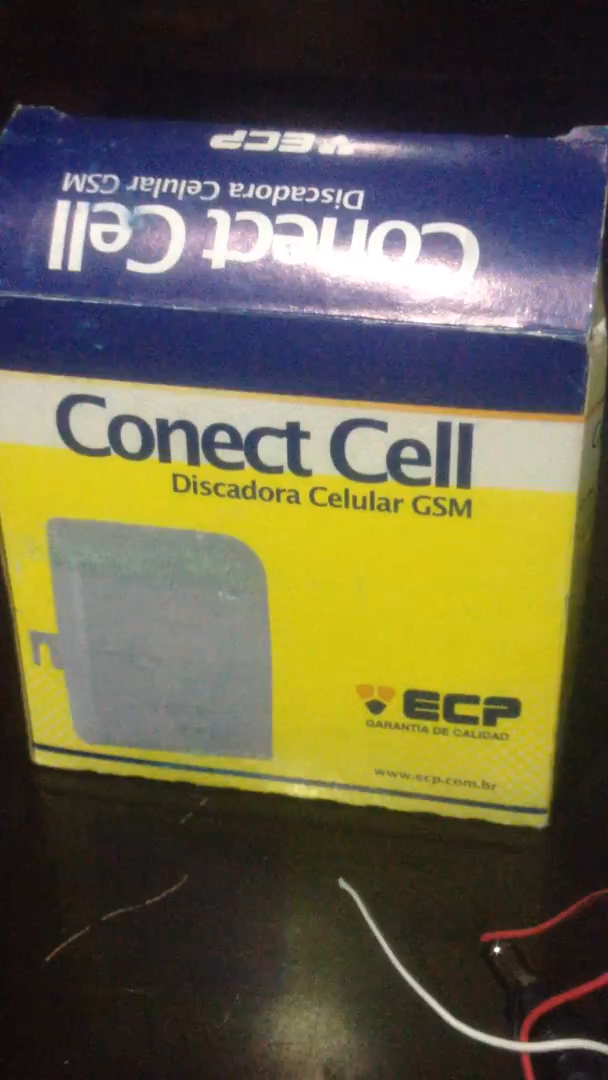 ECP
Discadora Celular GSM
Conect Cell
Conect Cell
Discadora Celular GSM
ECP
GARANTIA DE CALIDAD
www.ecp.com.br